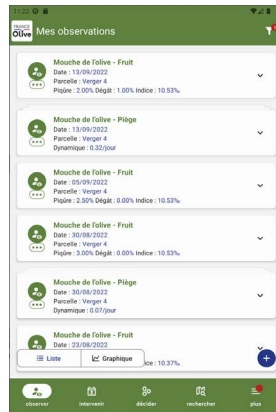 11:22
FRANCE
Olive
Mes observations
Mouche de l'olive - Fruit
Date : 13/09/2022
Parcelle : Verger 4
Piqûre : 2.00% Dégât : 1.00% Indice : 10.53‰
Mouche de l'olive - Piège
Date : 13/09/2022
Parcelle : Verger 4
Dynamique : 0.32/jour
Mouche de l'olive - Fruit
Date : 05/09/2022
Parcelle : Verger 4
Piqûre : 2.50% Dégât : 0.00% Indice : 10.53‰
Mouche de l'olive - Fruit
Date : 30/08/2022
Parcelle : Verger 4
Piqûre : 3.00% Dégât : 0.00% Indice : 10.53‰
Mouche de l'olive - Piège
Date : 30/08/2022
Parcelle : Verger 4
Dynamique : 0.07/jour
Mouche de l'olive - Fruit
Date : 23/08/2022
Liste
Graphique
ice : 10.37‰
observer
intervenir
décider
rechercher
plus